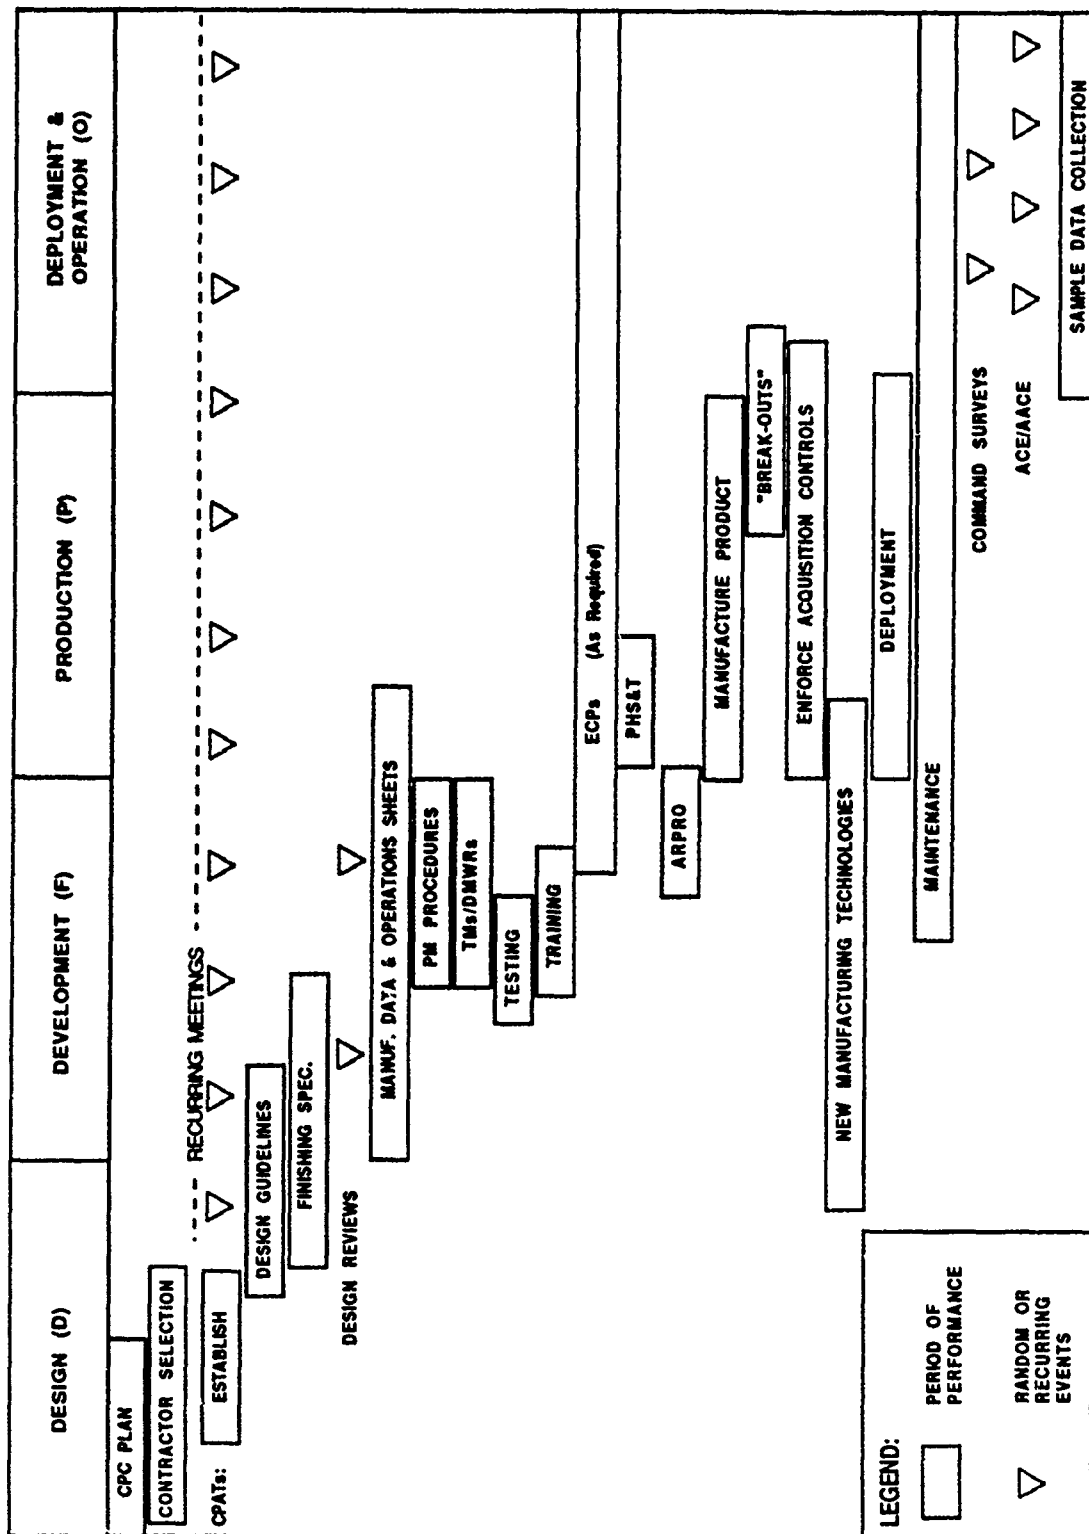 DESIGN (D)
DEVELOPMENT (F)
PRODUCTION (P)
DEPLOYMENT &
OPERATION (O)
CPC PLAN
CONTRACTOR SELECTION
CPATs:
ESTABLISH
RECURRING MEETINGS
DESIGN GUIDELINES
FINISHING SPEC.
DESIGN REVIEWS
MANUF. DATA & OPERATIONS SHEETS
PM PROCEDURES
TMs/DMWRs
TESTING
TRAINING
ECPs (As Required)
PHS&T
ARPRO
MANUFACTURE PRODUCT
"BREAK-OUTS"
ENFORCE ACQUISITION CONTROLS
NEW MANUFACTURING TECHNOLOGIES
DEPLOYMENT
MAINTENANCE
COMMAND SURVEYS
ACE/AACE
SAMPLE DATA COLLECTION
LEGEND:
PERIOD OF
PERFORMANCE
RANDOM OR
RECURRING
EVENTS